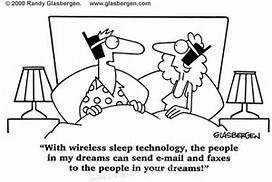 © 2000 Randy Glasbergen. www.glasbergen.com
GLASBERGEN
"With wireless sleep technology, the people
in my dreams can send e-mail and faxes
to the people in your dreams!"